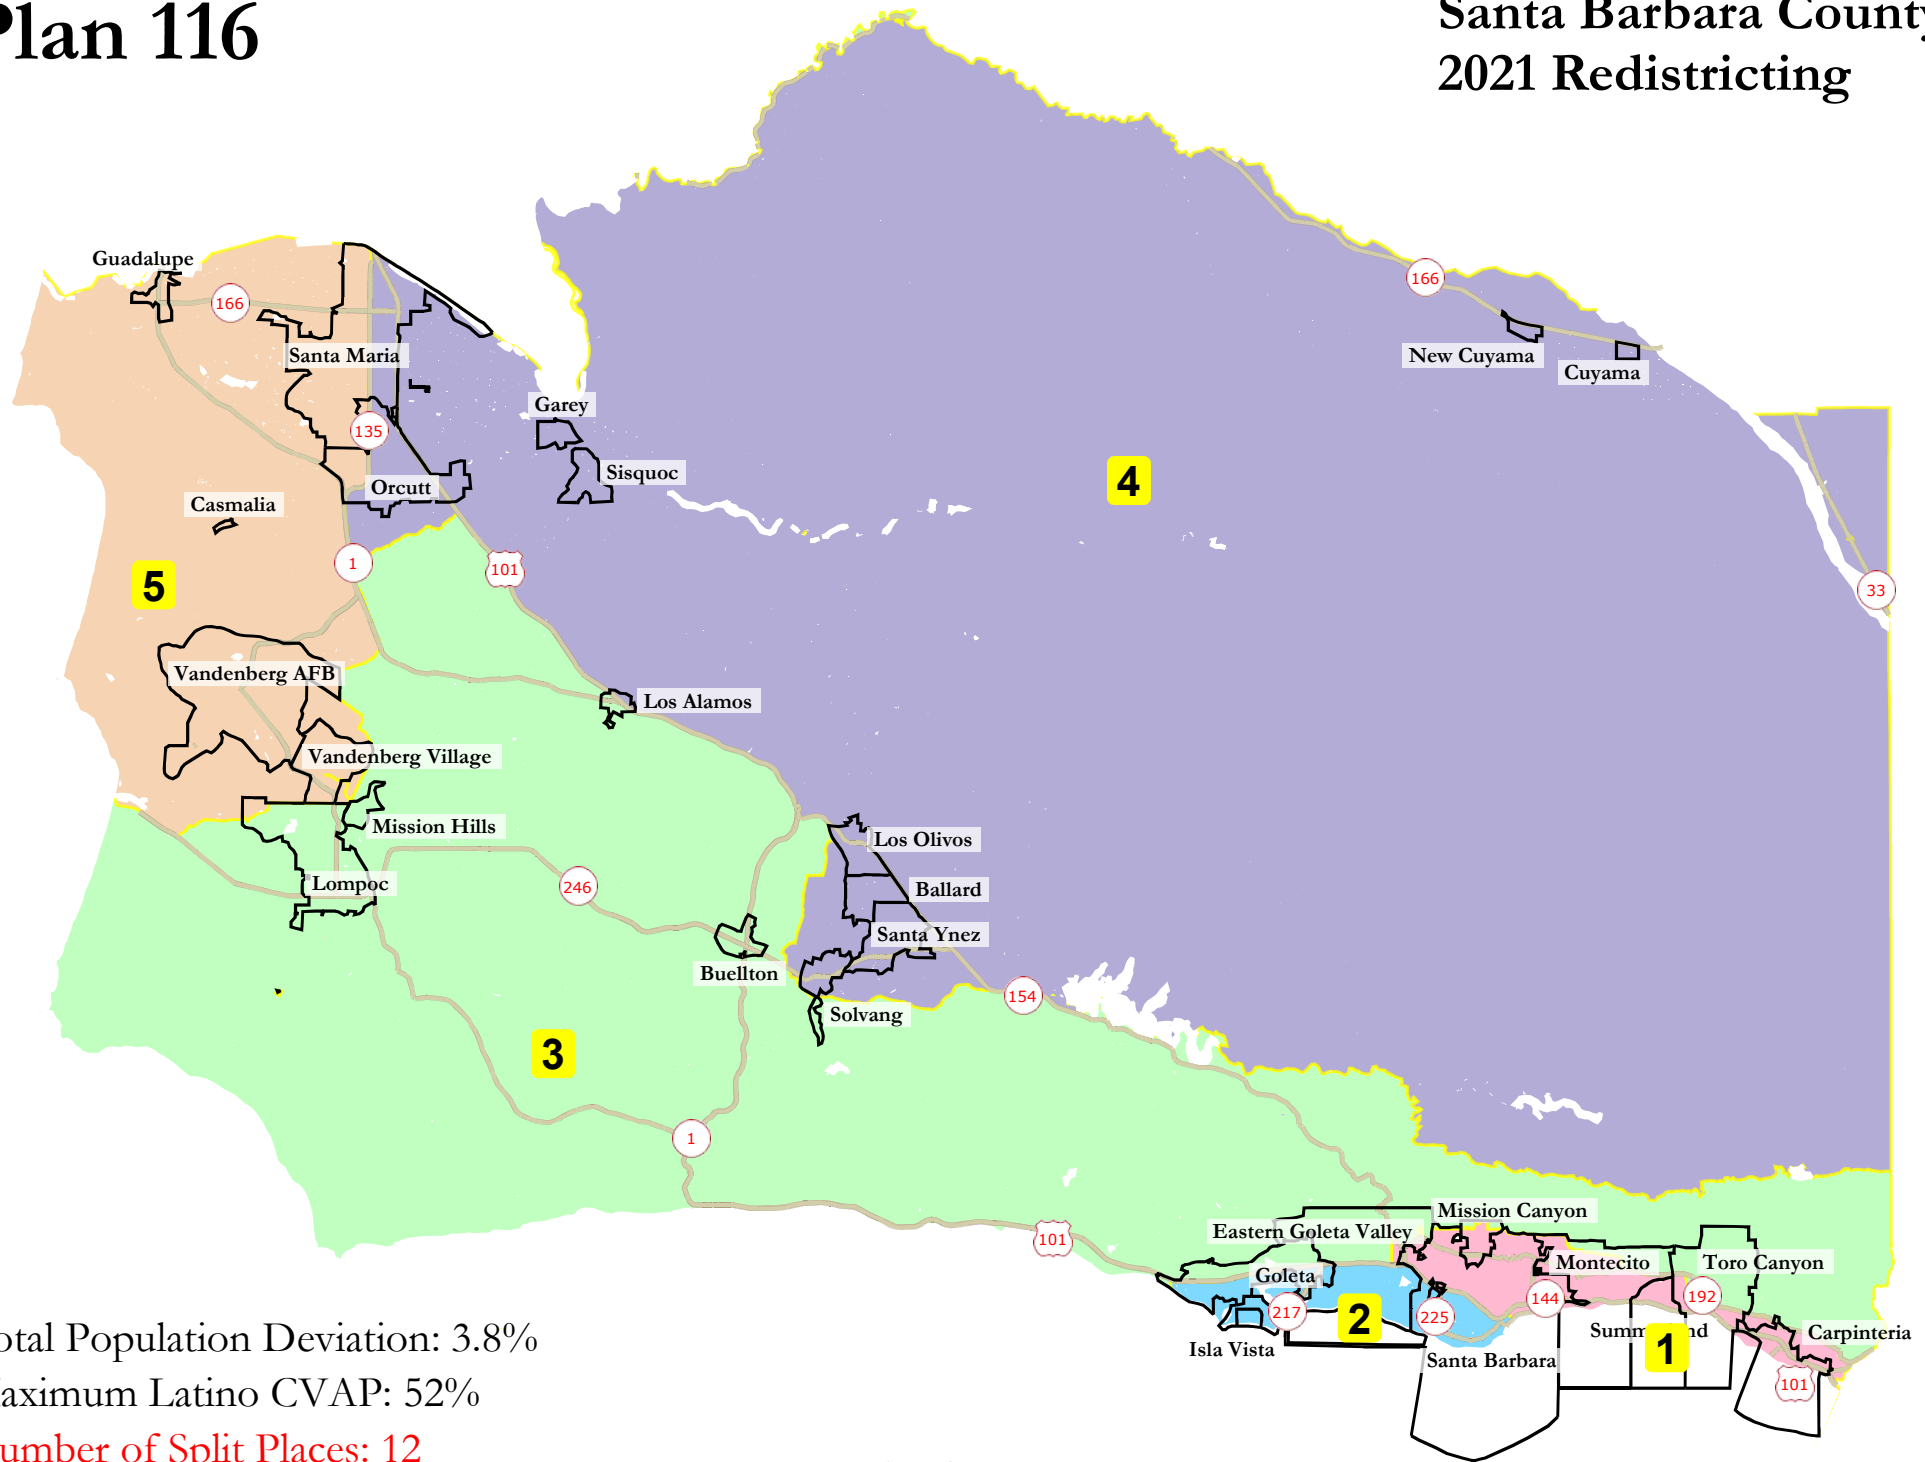 Plan 116
Santa Barbara County
2021 Redistricting
Guadalupe
166
166
Santa Maria
New Cuyama
Cuyama
Garey
135
Sisquoc
4
Orcutt
Casmalia
1
101
5
33
Vandenberg AFB
Los Alamos
Vandenberg Village
Mission Hills
Los Olivos
Lompoc
246
Ballard
Santa Ynez
Buellton
154
Solvang
3
1
Mission Canyon
Eastern Goleta Valley
101
Montecito
Toro Canyon
Goleta
217
2
225
144
192
Isla Vista
Santa Barbara
1
Carpinteria
101
otal Population Deviation: 3.8%
aximum Latino CVAP: 52%
umber of Split Places: 12